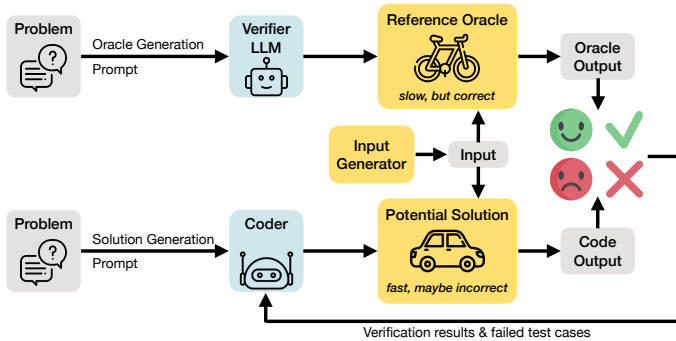 Problem
?
Oracle Generation
Prompt
Verifier
LLM
Reference Oracle
slow, but correct
Oracle
Output
Input
Generator
Input
Problem
?
Solution Generation
Prompt
Coder
Potential Solution
fast, maybe incorrect
Code
Output
Verification results & failed test cases